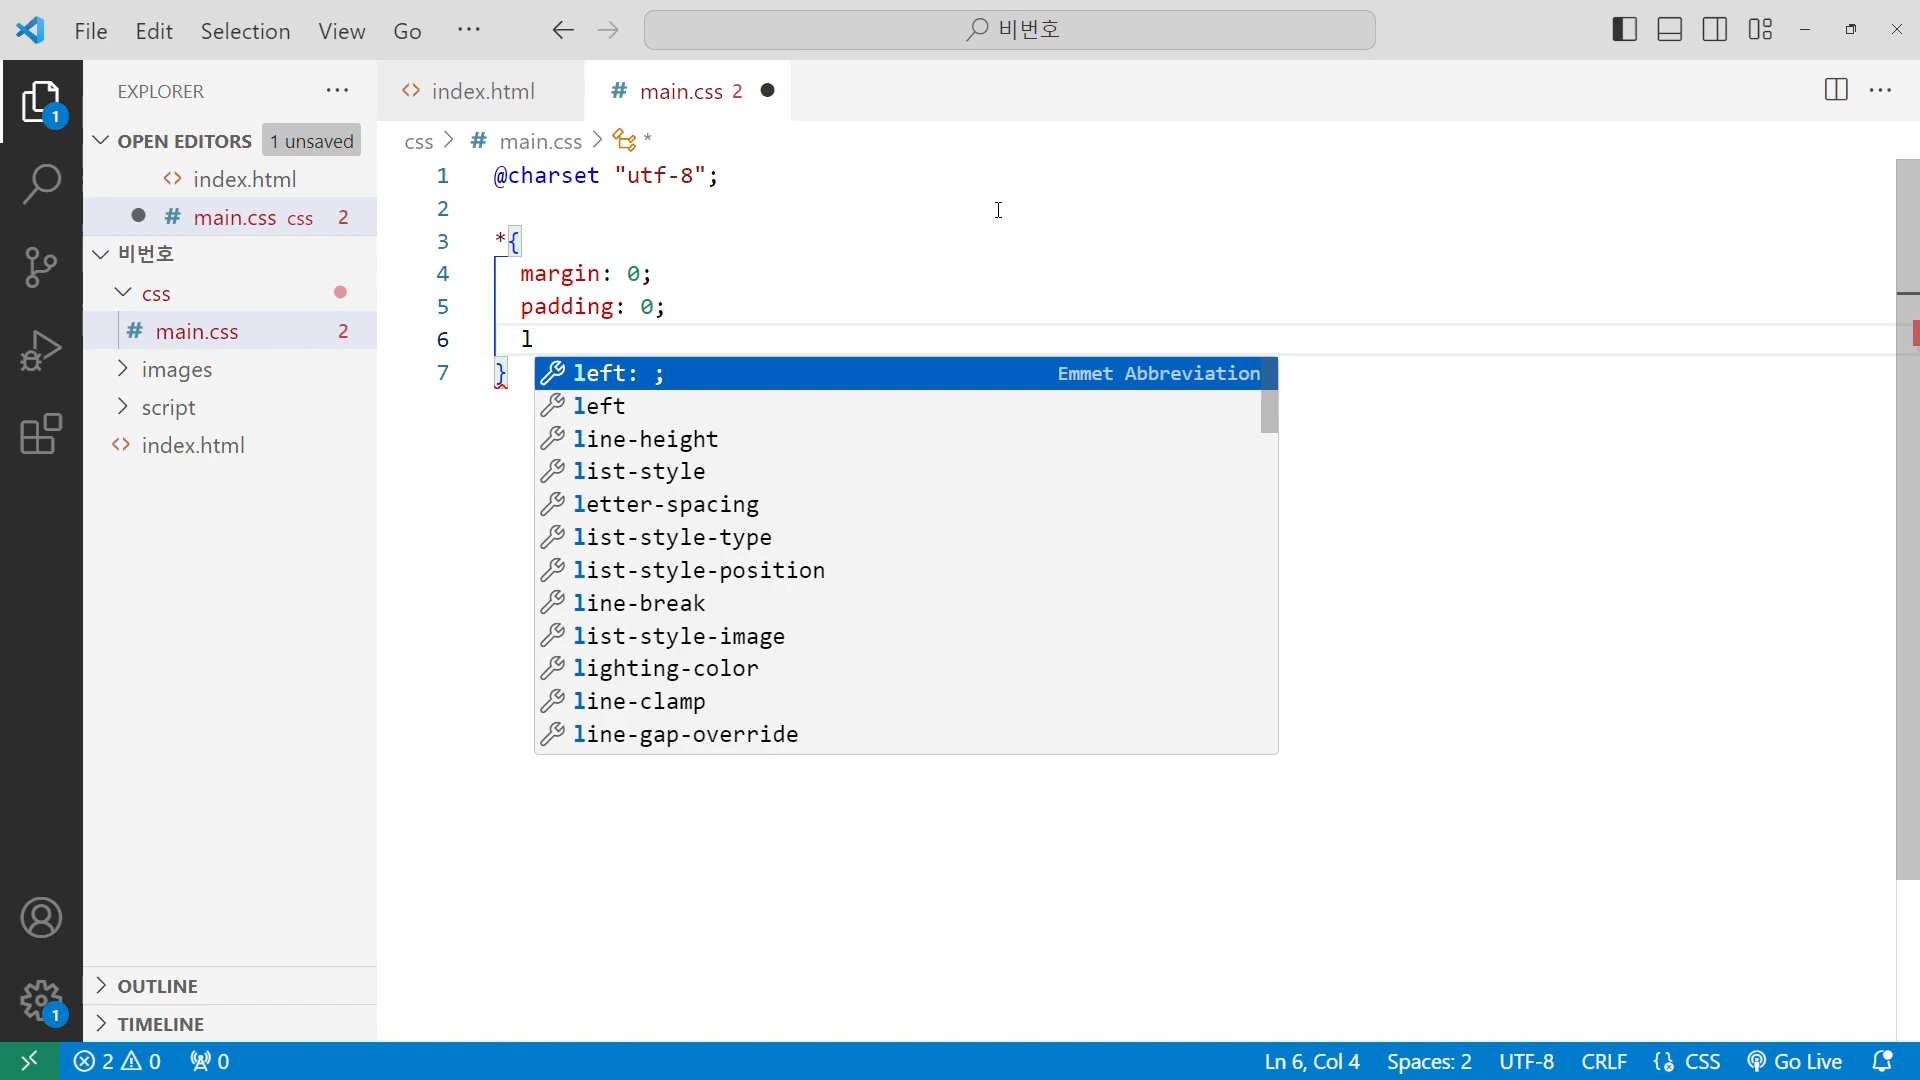 File Edit Selection View Go ··· 비번호
EXPLORER ···
OPEN EDITORS 1 unsaved
index.html
main.css css 2
비번호
css
main.css 2
images
script
index.html
OUTLINE
TIMELINE
1
1
index.html main.css 2
css > # main.css > *
1 @charset "utf-8";
2
3 *{
4 margin: 0;
5 padding: 0;
6 l
7 }
left: ; Emmet Abbreviation
left
line-height
list-style
letter-spacing
list-style-type
list-style-position
line-break
list-style-image
lighting-color
line-clamp
line-gap-override
2 0 0 Ln 6, Col 4 Spaces: 2 UTF-8 CRLF {} CSS Go Live